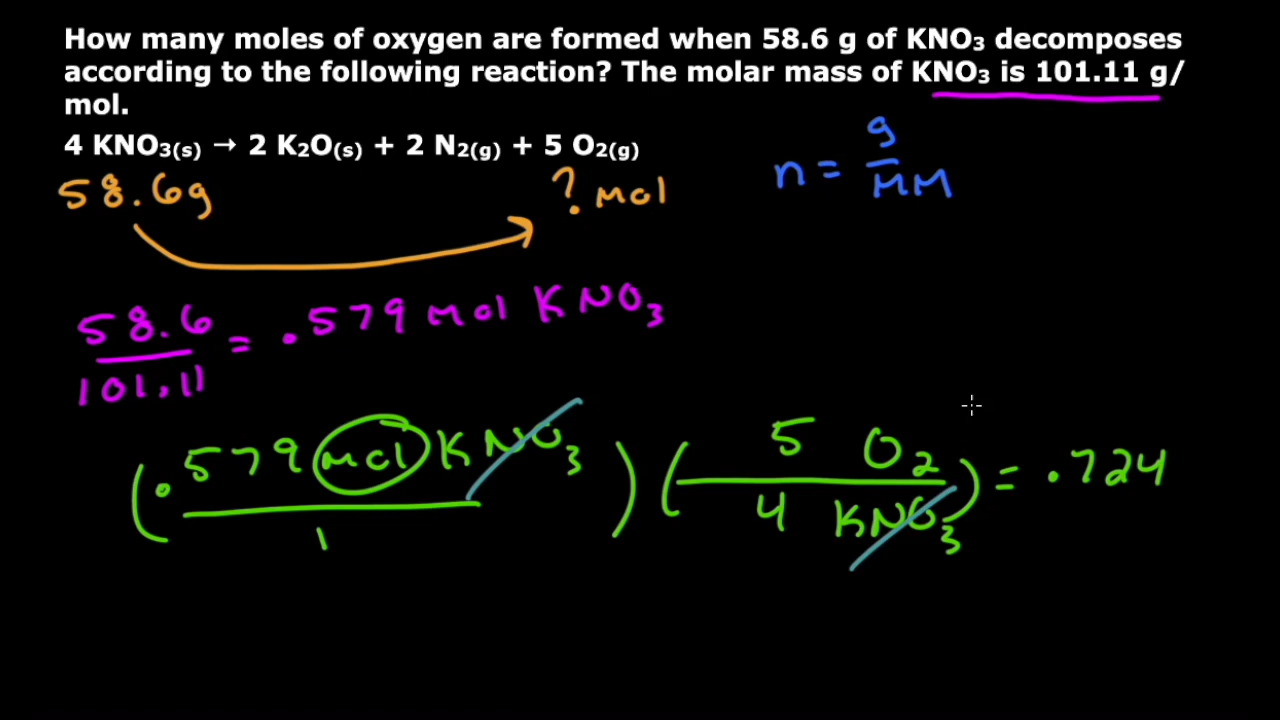 How many moles of oxygen are formed when 58.6 g of KNO₃ decomposes
according to the following reaction? The molar mass of KNO₃ is 101.11 g/
mol.
4 KNO₃(s) → 2 K₂O(s) + 2 N₂(g) + 5 O₂(g)
n = g/MM
58.6g ? mol
58.6/101.11 = .579 mol KNO₃
(.579 mol KNO₃/1)(5 O₂/4 KNO₃) = .724